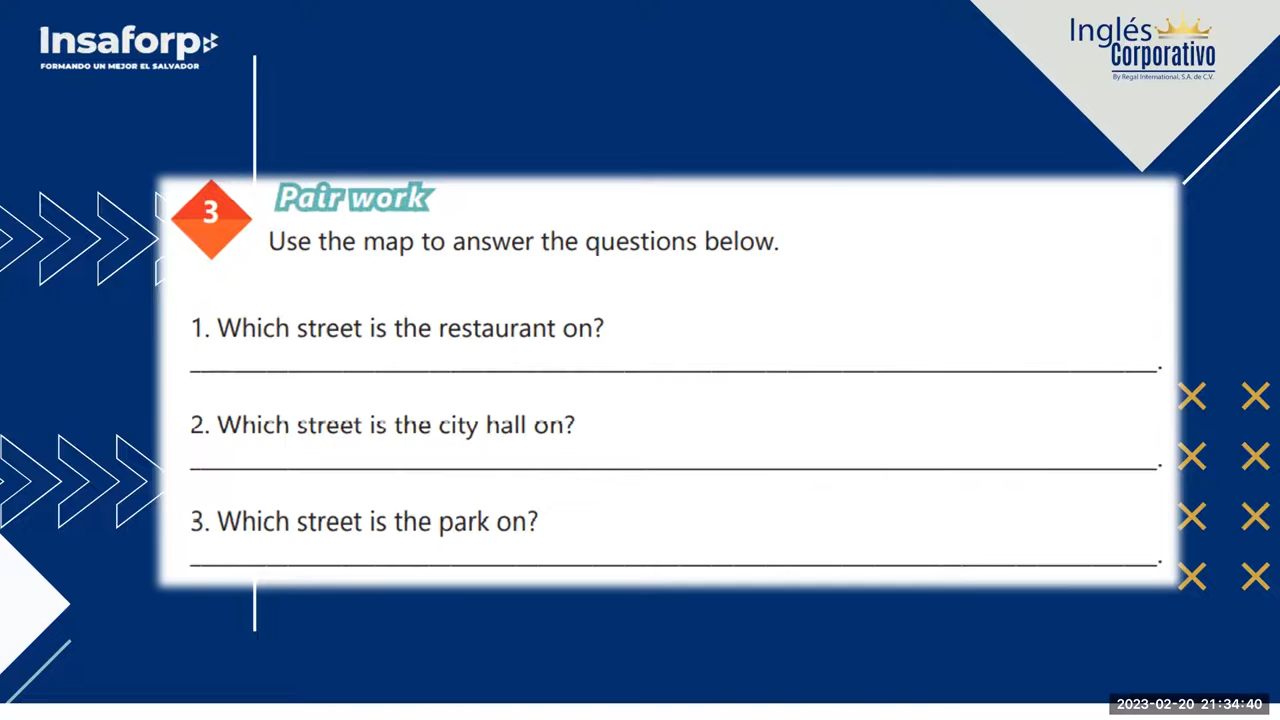 Insaforp
FORMANDO UN MEJOR EL SALVADOR
Inglés
Corporativo
By Regal International, S.A. de C.V.
3
Pair work
Use the map to answer the questions below.
1. Which street is the restaurant on?
.
2. Which street is the city hall on?
.
3. Which street is the park on?
.
2023-02-20 21:34:40